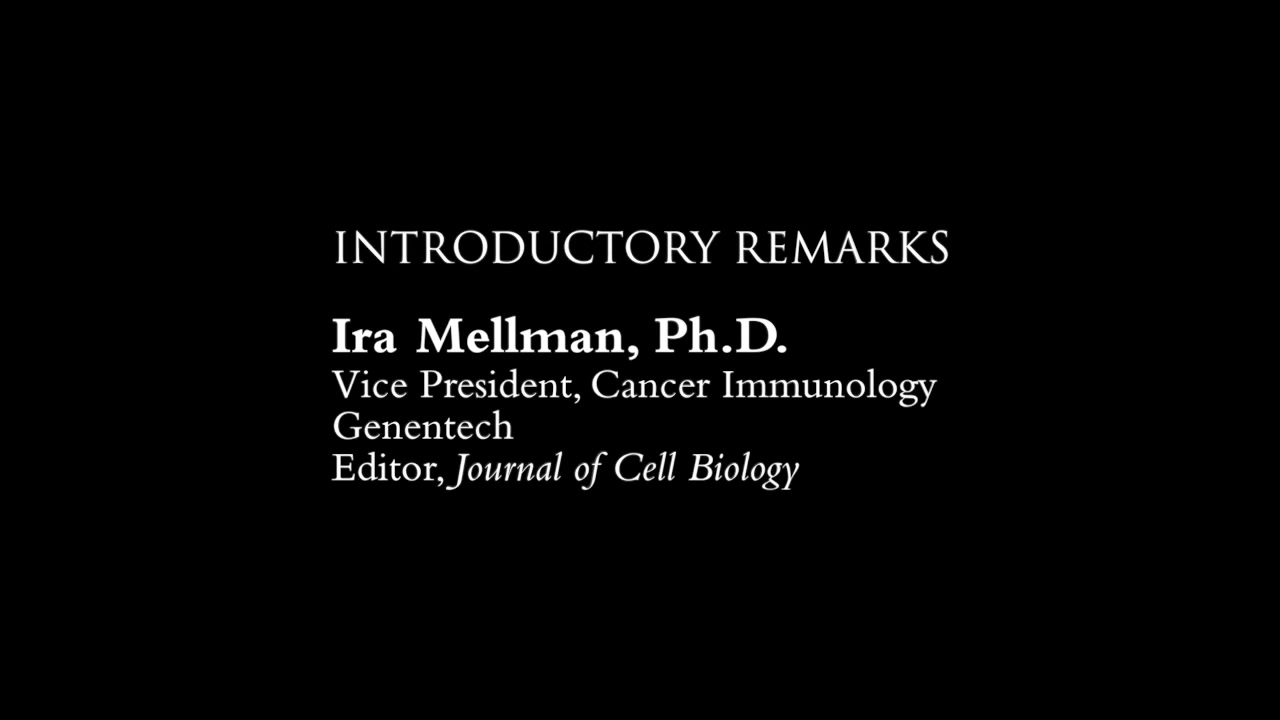 INTRODUCTORY REMARKS
Ira Mellman, Ph.D.
Vice President, Cancer Immunology
Genentech
Editor, Journal of Cell Biology